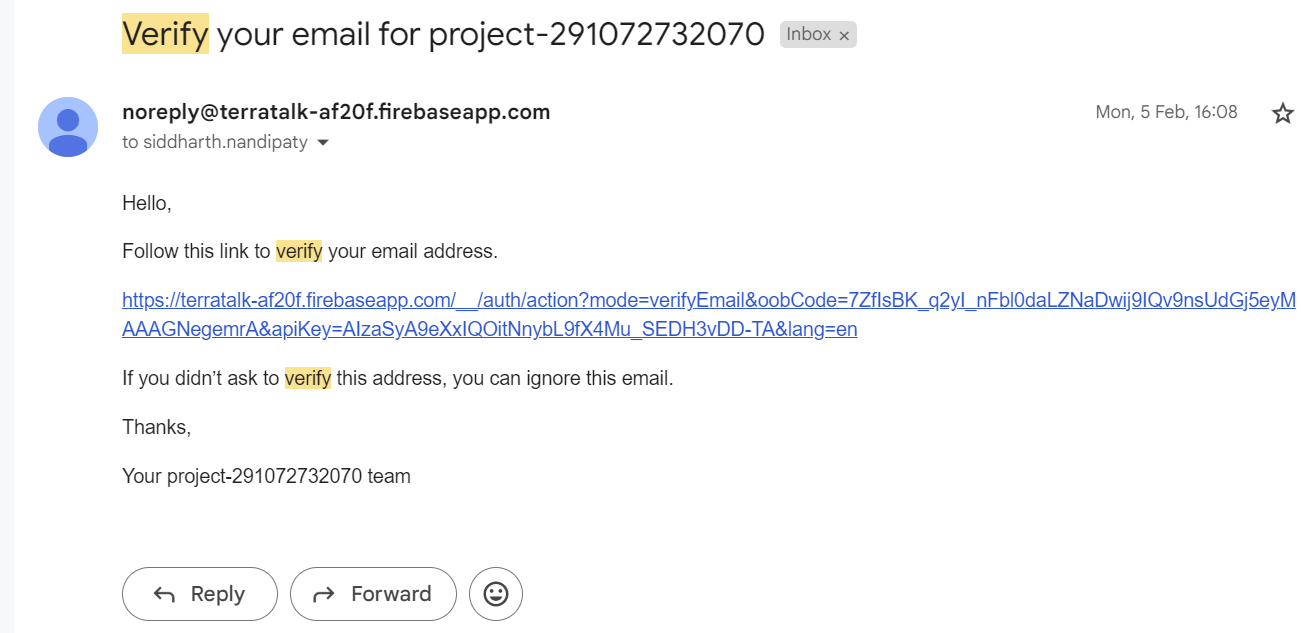 Verify your email for project-291072732070 Inbox ×
noreply@terratalk-af20f.firebaseapp.com Mon, 5 Feb, 16:08
to siddharth.nandipaty
Hello,
Follow this link to verify your email address.
https://terratalk-af20f.firebaseapp.com/__/auth/action?mode=verifyEmail&oobCode=7ZfIsBK_q2yI_nFbl0daLZNaDwij9IQv9nsUdGj5eyM
AAAGNegemrA&apiKey=AIzaSyA9eXxIQOitNnybL9fX4Mu_SEDH3vDD-TA&lang=en
If you didn’t ask to verify this address, you can ignore this email.
Thanks,
Your project-291072732070 team
Reply Forward